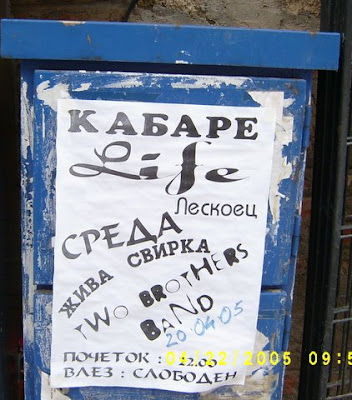 КАБАРЕ
Life
Лескоец
СРЕДА
ЖИВА СВИРКА
TWO BROTHERS
BAND
20 04 05
ПОЧЕТОК :
ВЛЕЗ : СЛОБОДЕН
04/22/2005 09:5